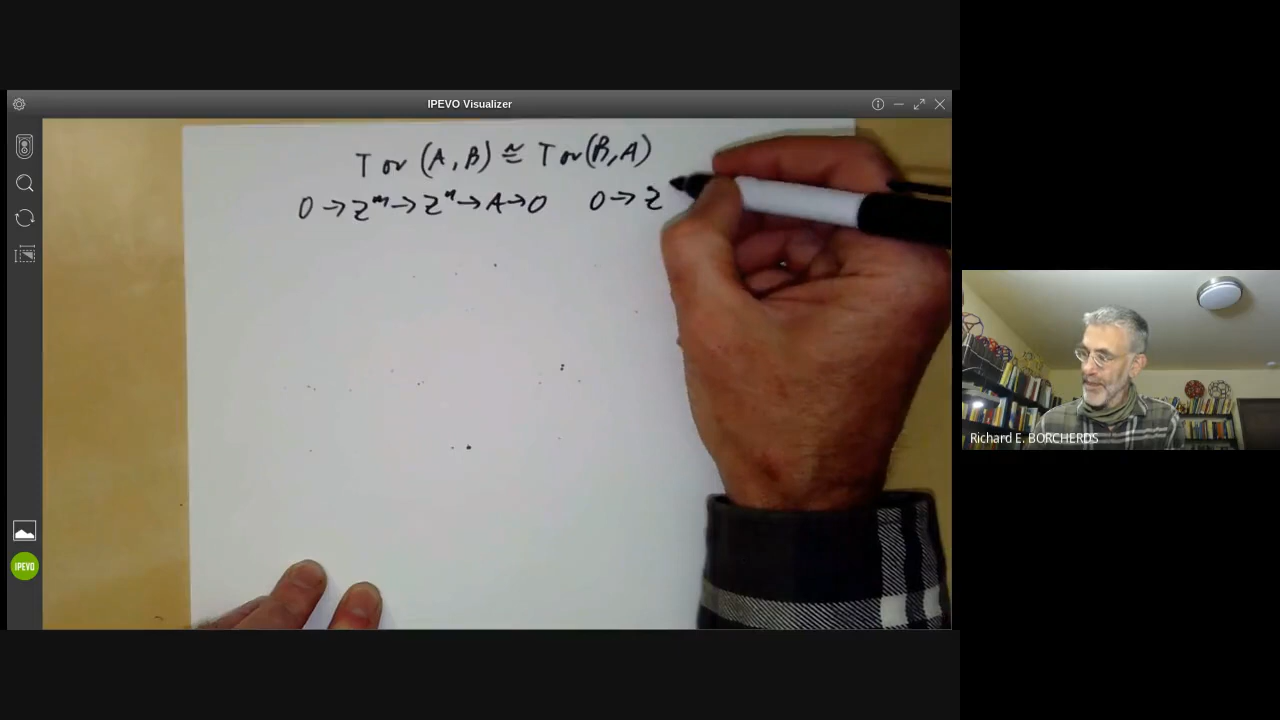 IPEVO Visualizer
Tor (A, B) ≅ Tor(B, A)
0 → Z^m → Z^n → A → 0 0 → Z
Richard E. BORCHERDS
IPEVO